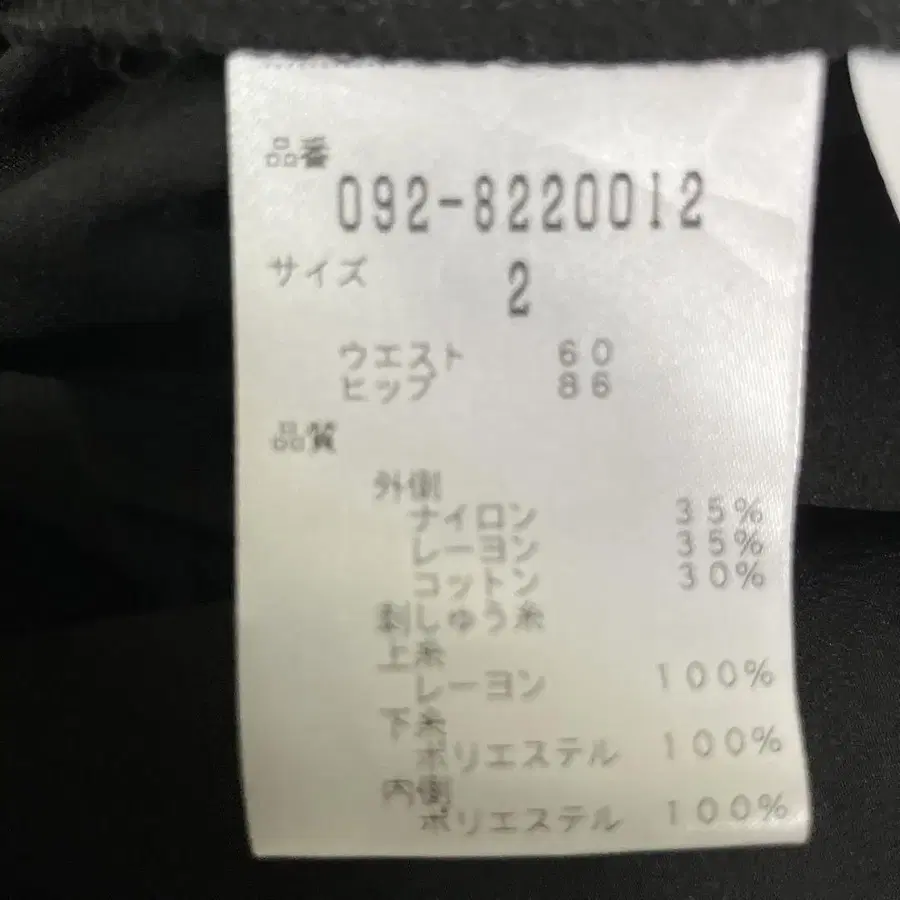 品番
092-8220012
サイズ 2
ウエスト 60
ヒップ 86
品質
外側
ナイロン 35%
レーヨン 35%
コットン 30%
刺しゅう糸
上糸
レーヨン 100%
下糸
ポリエステル 100%
内側
ポリエステル 100%